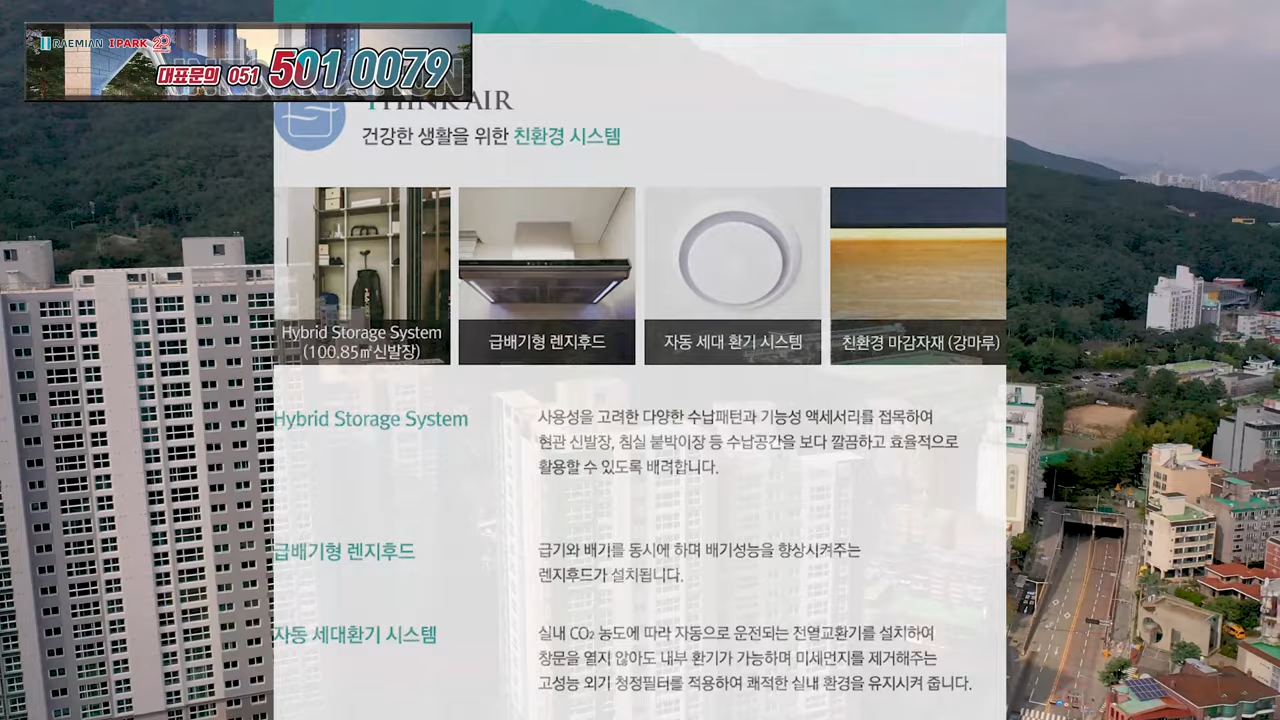 RAEMIAN I PARK 22
대표문의 051 501 0079
THINK AIR
건강한 생활을 위한 친환경 시스템
Hybrid Storage System
(100.85㎡신발장)
급배기형 렌지후드
자동 세대 환기 시스템
친환경 마감자재 (강마루)
Hybrid Storage System
사용성을 고려한 다양한 수납패턴과 기능성 액세서리를 접목하여
현관 신발장, 침실 붙박이장 등 수납공간을 보다 깔끔하고 효율적으로
활용할 수 있도록 배려합니다.
급배기형 렌지후드
급기와 배기를 동시에 하며 배기성능을 향상시켜주는
렌지후드가 설치됩니다.
자동 세대환기 시스템
실내 CO₂ 농도에 따라 자동으로 운전되는 전열교환기를 설치하여
창문을 열지 않아도 내부 환기가 가능하며 미세먼지를 제거해주는
고성능 외기 청정필터를 적용하여 쾌적한 실내 환경을 유지시켜 줍니다.